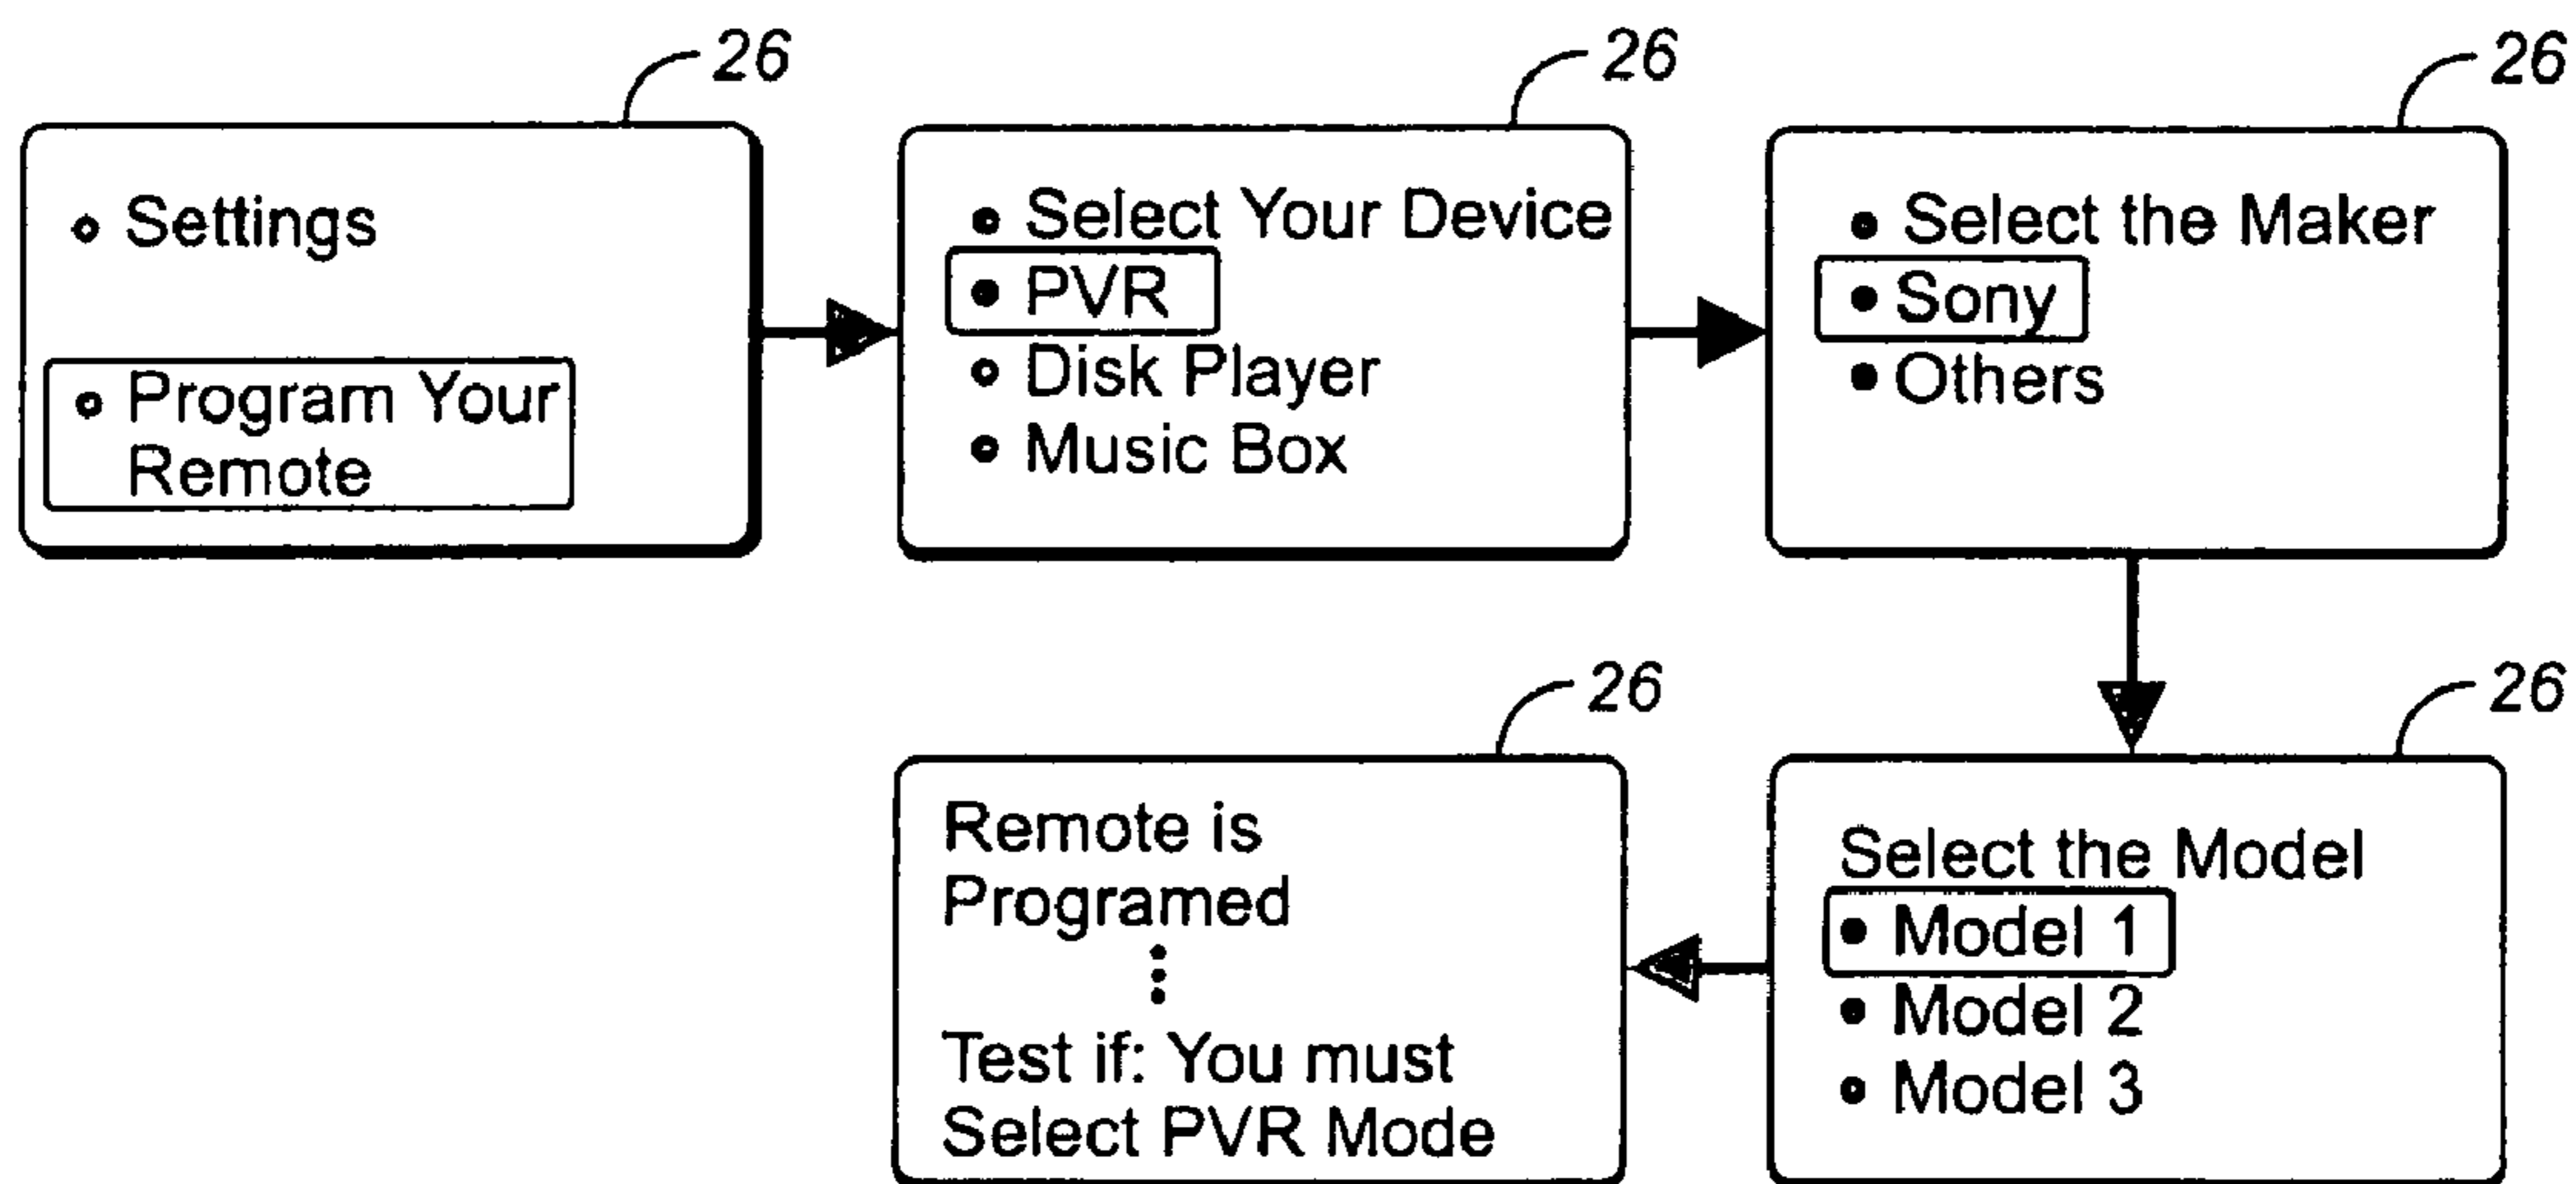 26
• Settings
• Program Your
Remote
26
• Select Your Device
• PVR
• Disk Player
• Music Box
26
• Select the Maker
• Sony
• Others
26
Select the Model
• Model 1
• Model 2
• Model 3
26
Remote is
Programed
⋮
Test if: You must
Select PVR Mode